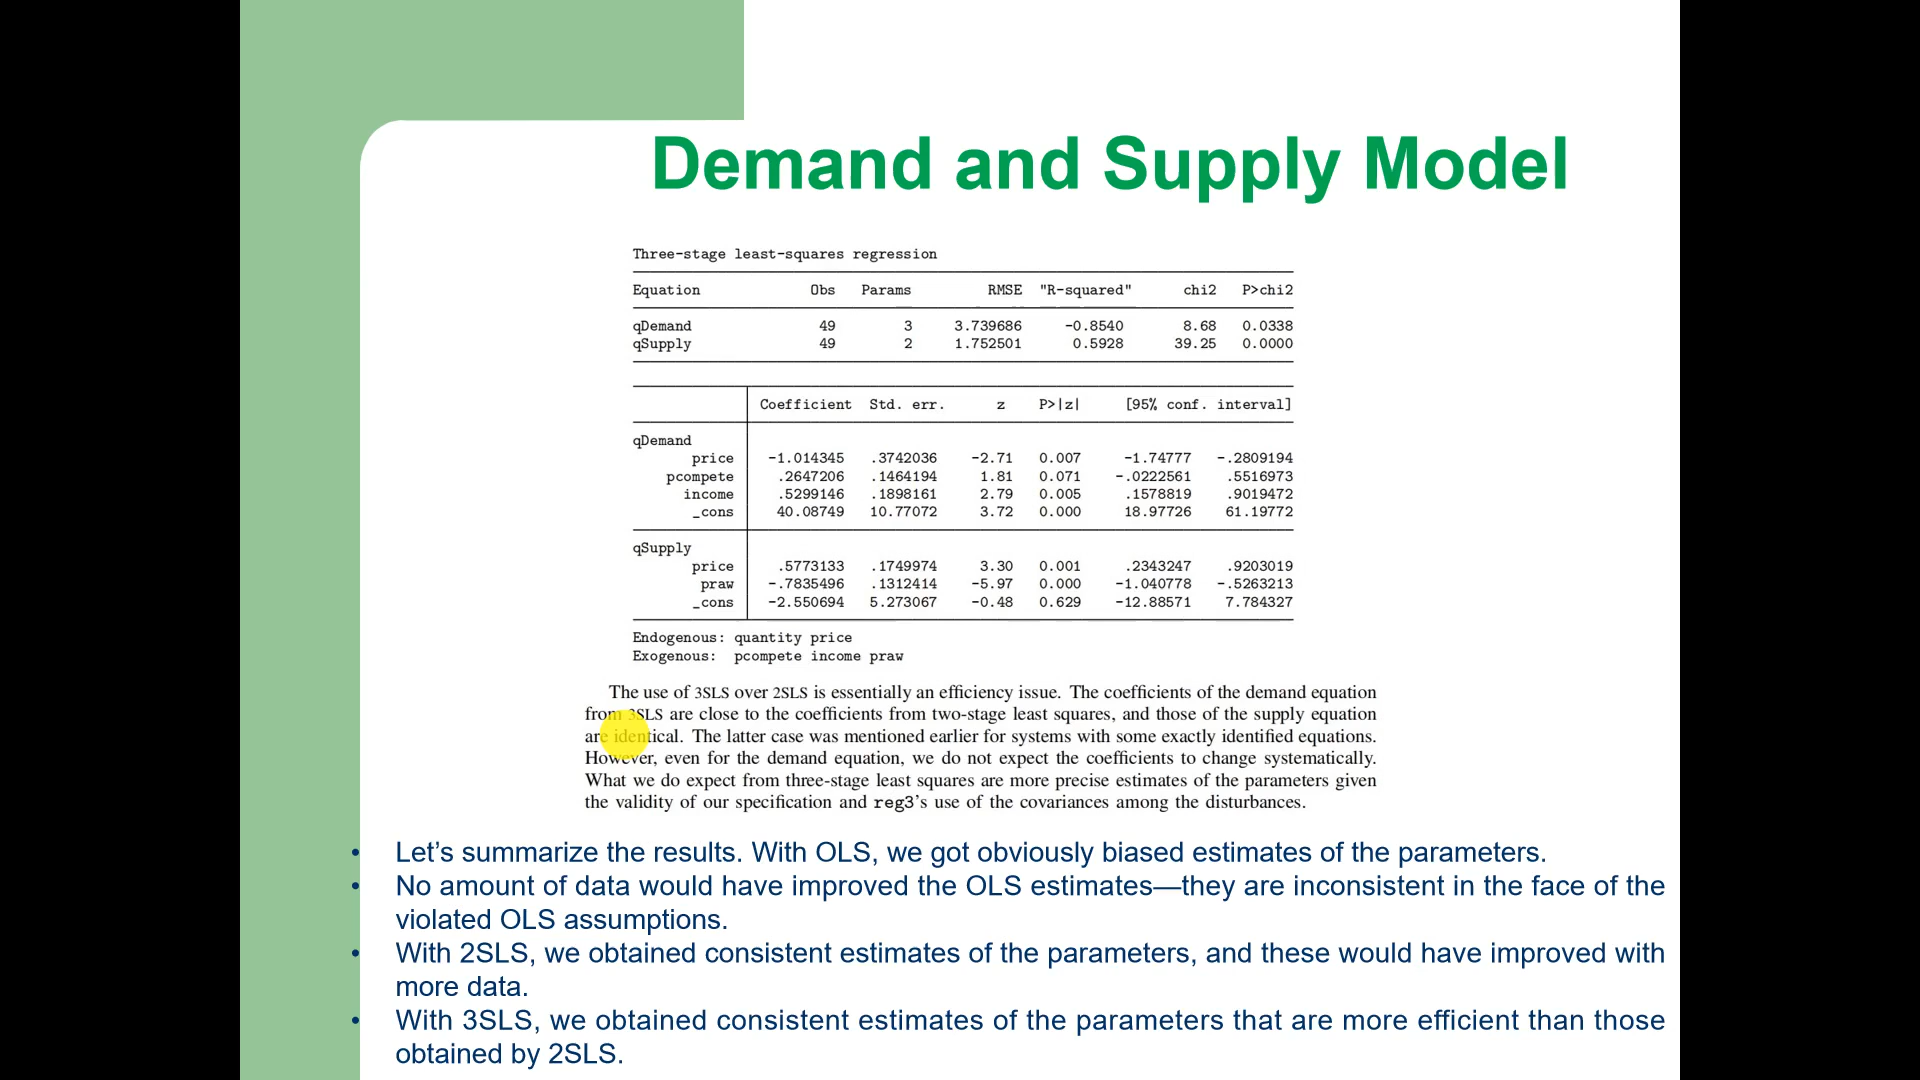 Demand and Supply Model
Three-stage least-squares regression
Equation Obs Params RMSE "R-squared" chi2 P>chi2
qDemand 49 3 3.739686 -0.8540 8.68 0.0338
qSupply 49 2 1.752501 0.5928 39.25 0.0000
Coefficient Std. err. z P>|z| [95% conf. interval]
qDemand
price -1.014345 .3742036 -2.71 0.007 -1.74777 -.2809194
pcompete .2647206 .1464194 1.81 0.071 -.0222561 .5516973
income .5299146 .1898161 2.79 0.005 .1578819 .9019472
_cons 40.08749 10.77072 3.72 0.000 18.97726 61.19772
qSupply
price .5773133 .1749974 3.30 0.001 .2343247 .9203019
praw -.7835496 .1312414 -5.97 0.000 -1.040778 -.5263213
_cons -2.550694 5.273067 -0.48 0.629 -12.88571 7.784327
Endogenous: quantity price
Exogenous: pcompete income praw
The use of 3SLS over 2SLS is essentially an efficiency issue. The coefficients of the demand equation
from 3SLS are close to the coefficients from two-stage least squares, and those of the supply equation
are identical. The latter case was mentioned earlier for systems with some exactly identified equations.
However, even for the demand equation, we do not expect the coefficients to change systematically.
What we do expect from three-stage least squares are more precise estimates of the parameters given
the validity of our specification and reg3's use of the covariances among the disturbances.
• Let's summarize the results. With OLS, we got obviously biased estimates of the parameters.
• No amount of data would have improved the OLS estimates—they are inconsistent in the face of the
violated OLS assumptions.
• With 2SLS, we obtained consistent estimates of the parameters, and these would have improved with
more data.
• With 3SLS, we obtained consistent estimates of the parameters that are more efficient than those
obtained by 2SLS.